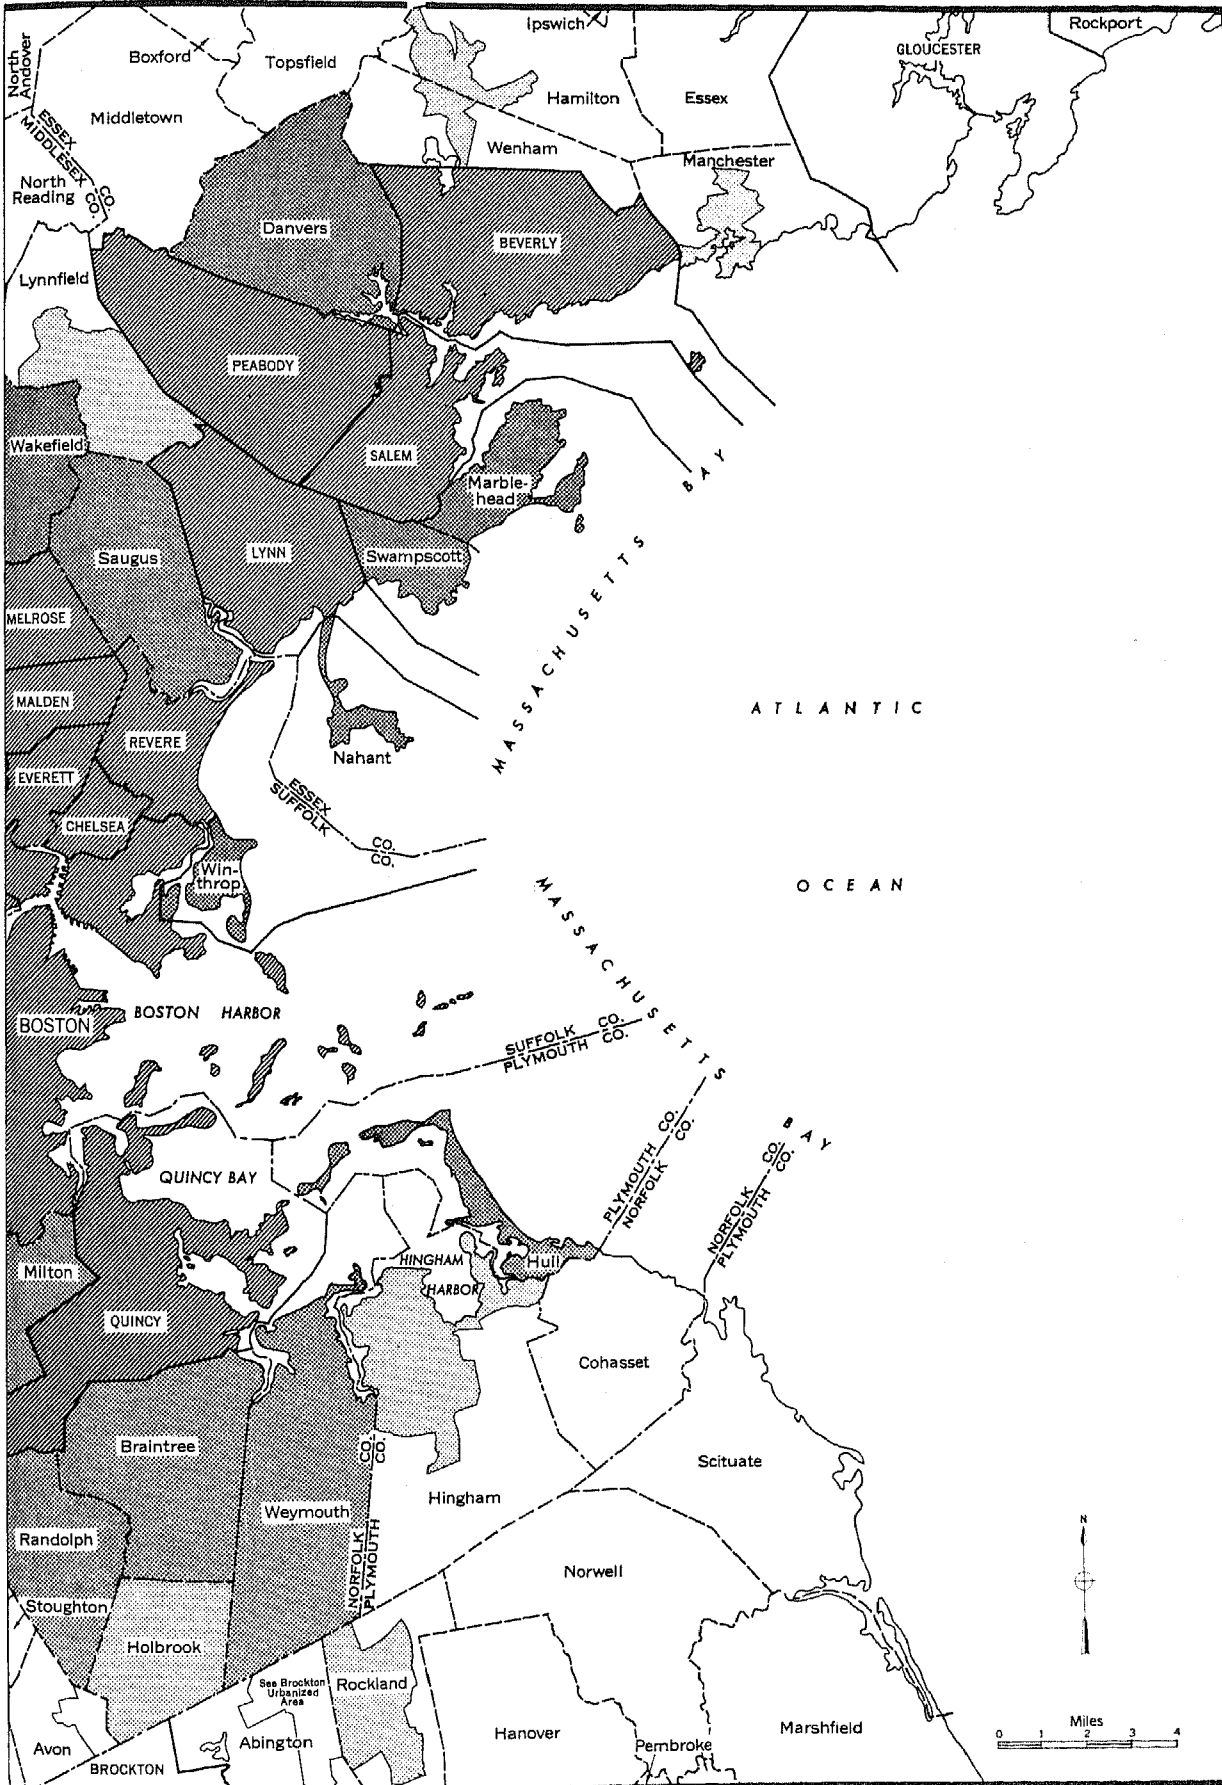 Ipswich
Rockport
GLOUCESTER
North
Andover
Boxford
Topsfield
Hamilton
Essex
Middletown
ESSEX CO.
MIDDLESEX CO.
Wenham
Manchester
North
Reading
Danvers
BEVERLY
Lynnfield
PEABODY
Wakefield
SALEM
Marble-
head
MASSACHUSETTS BAY
Saugus
LYNN
Swampscott
MELROSE
MALDEN
REVERE
Nahant
ATLANTIC
OCEAN
EVERETT
ESSEX CO.
SUFFOLK CO.
CHELSEA
Win-
throp
MASSACHUSETTS BAY
BOSTON
BOSTON HARBOR
SUFFOLK CO.
PLYMOUTH CO.
PLYMOUTH CO.
NORFOLK CO.
NORFOLK CO.
PLYMOUTH CO.
QUINCY BAY
HINGHAM
HARBOR
Hull
Milton
QUINCY
Cohasset
Braintree
Scituate
Weymouth
Hingham
NORFOLK CO.
PLYMOUTH CO.
Randolph
Norwell
N
Stoughton
Holbrook
See Brockton
Urbanized
Area
Rockland
Avon
Abington
Hanover
Marshfield
Pembroke
BROCKTON
Miles
0 1 2 3 4